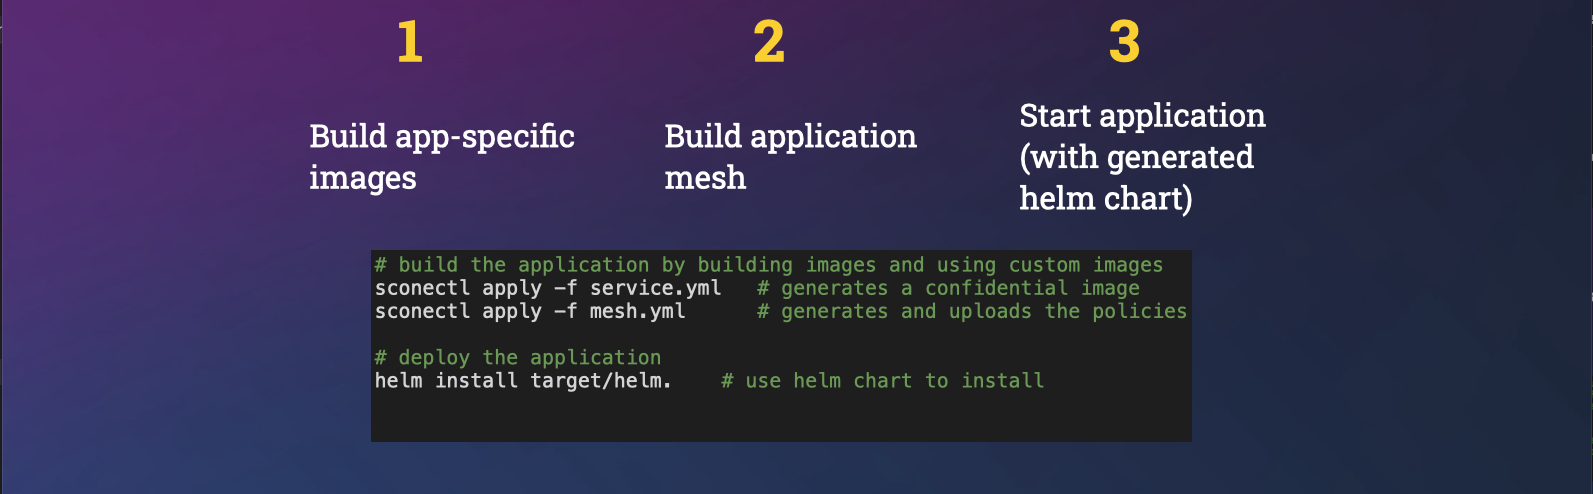 1
Build app-specific
images
2
Build application
mesh
3
Start application
(with generated
helm chart)
# build the application by building images and using custom images
sconectl apply -f service.yml   # generates a confidential image
sconectl apply -f mesh.yml      # generates and uploads the policies
# deploy the application
helm install target/helm.    # use helm chart to install